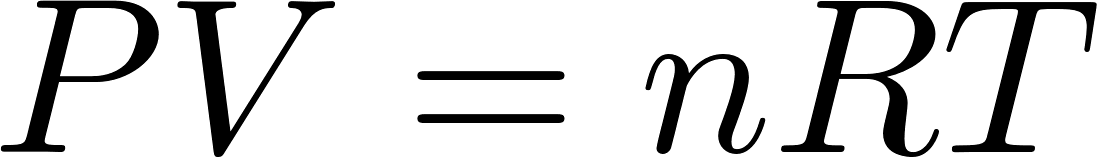 PV = nRT